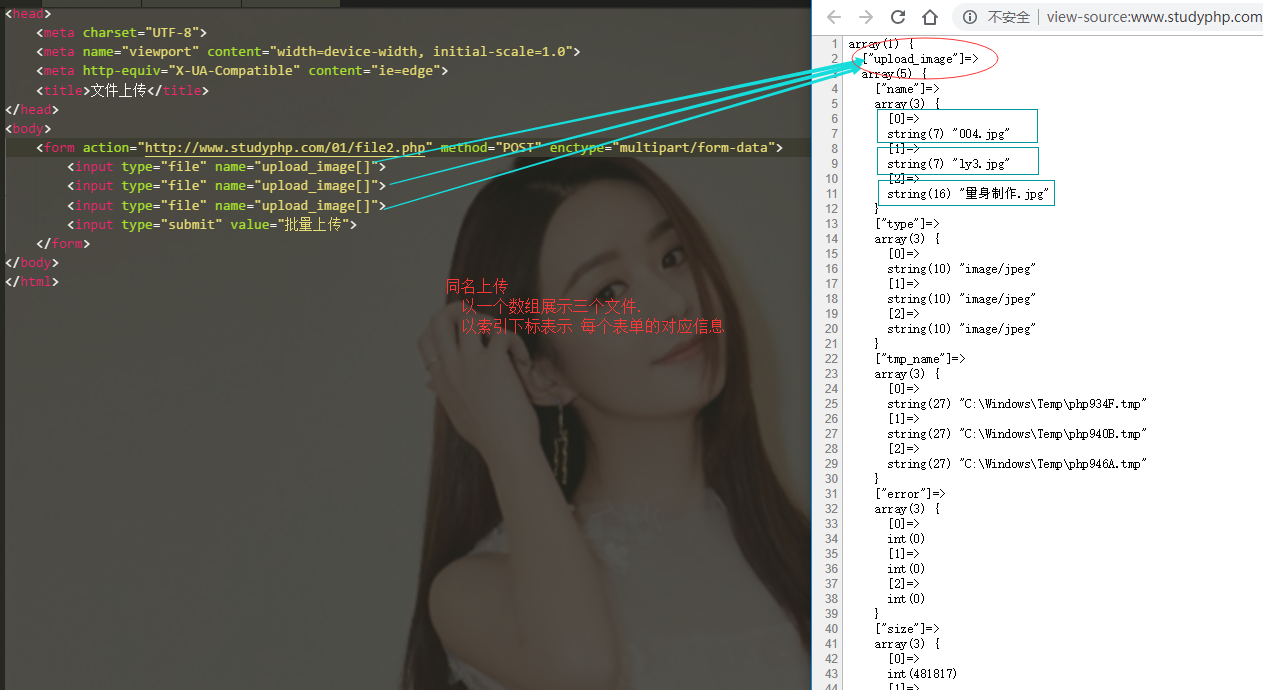 <head>
<meta charset="UTF-8">
<meta name="viewport" content="width=device-width, initial-scale=1.0">
<meta http-equiv="X-UA-Compatible" content="ie=edge">
<title>文件上传</title>
</head>
<body>
<form action="http://www.studyphp.com/01/file2.php" method="POST" enctype="multipart/form-data">
<input type="file" name="upload_image[]">
<input type="file" name="upload_image[]">
<input type="file" name="upload_image[]">
<input type="submit" value="批量上传">
</form>
</body>
</html>
同名上传
以一个数组展示三个文件.
以索引下标表示 每个表单的对应信息
不安全 | view-source:www.studyphp.com
1 array(1) {
2 ["upload_image"]=>
3 array(5) {
4 ["name"]=>
5 array(3) {
6 [0]=>
7 string(7) "004.jpg"
8 [1]=>
9 string(7) "ly3.jpg"
10 [2]=>
11 string(16) "量身制作.jpg"
12 }
13 ["type"]=>
14 array(3) {
15 [0]=>
16 string(10) "image/jpeg"
17 [1]=>
18 string(10) "image/jpeg"
19 [2]=>
20 string(10) "image/jpeg"
21 }
22 ["tmp_name"]=>
23 array(3) {
24 [0]=>
25 string(27) "C:\Windows\Temp\php934F.tmp"
26 [1]=>
27 string(27) "C:\Windows\Temp\php940B.tmp"
28 [2]=>
29 string(27) "C:\Windows\Temp\php946A.tmp"
30 }
31 ["error"]=>
32 array(3) {
33 [0]=>
34 int(0)
35 [1]=>
36 int(0)
37 [2]=>
38 int(0)
39 }
40 ["size"]=>
41 array(3) {
42 [0]=>
43 int(481817)
44 [1]=>